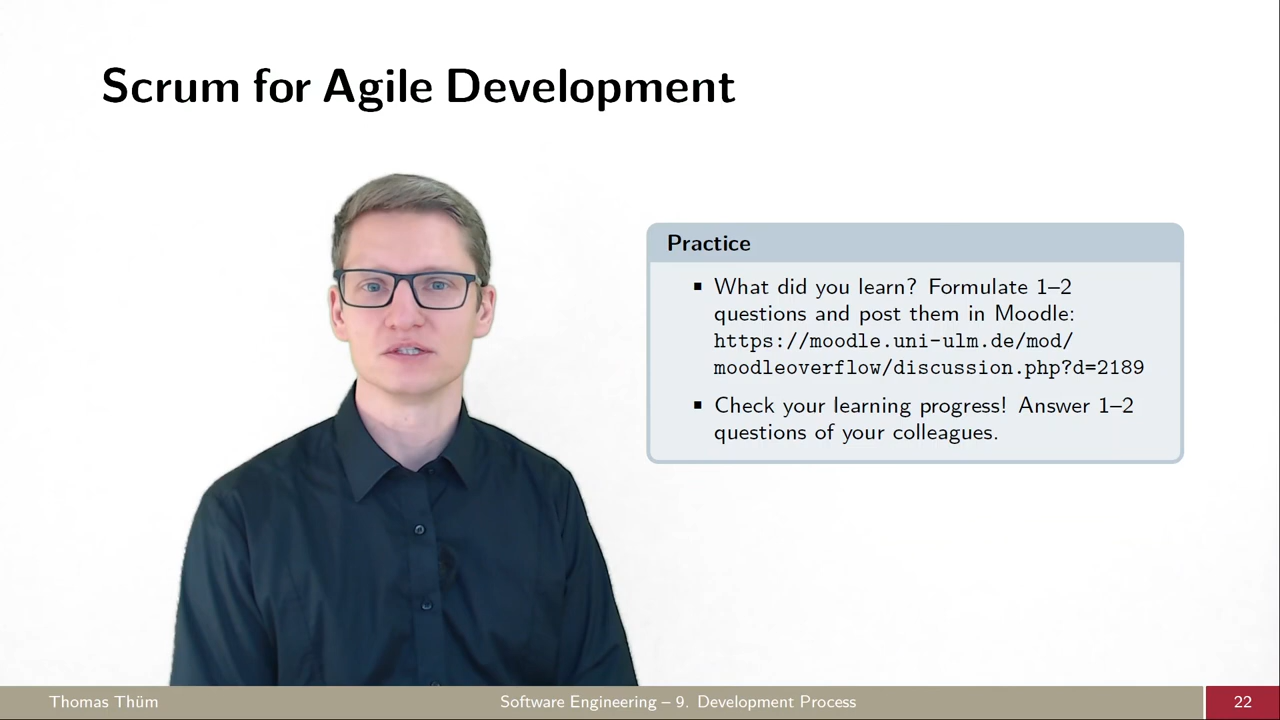 Scrum for Agile Development
Practice
▪ What did you learn? Formulate 1–2
questions and post them in Moodle:
https://moodle.uni-ulm.de/mod/
moodleoverflow/discussion.php?d=2189
▪ Check your learning progress! Answer 1–2
questions of your colleagues.
Thomas Thüm
Software Engineering – 9. Development Process
22